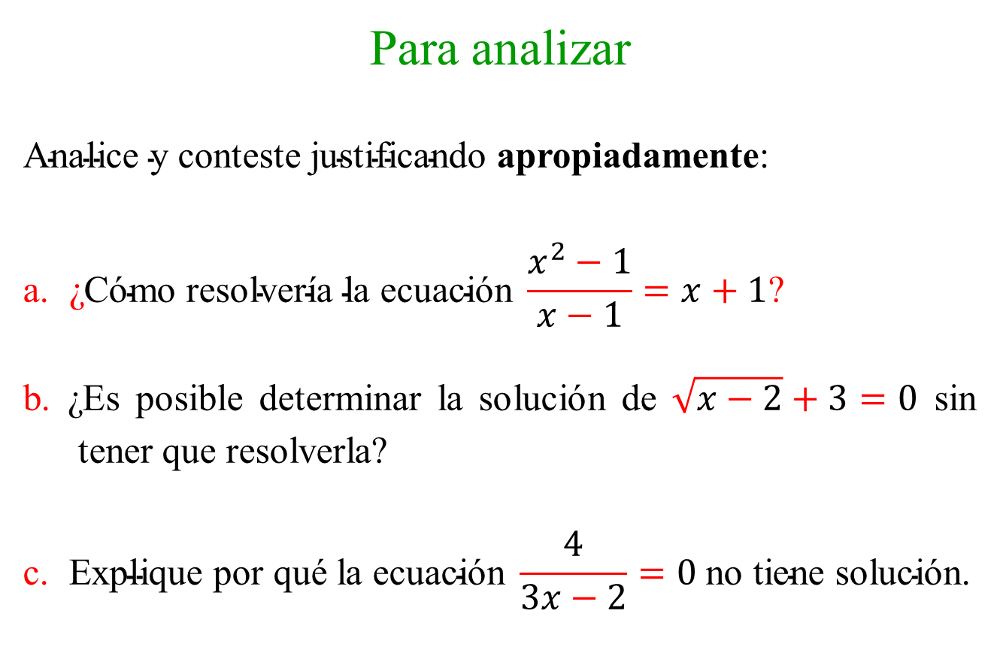 Para analizar
Analice y conteste justificando apropiadamente:
a. ¿Cómo resolvería la ecuación \frac{x^2 - 1}{x - 1} = x + 1?
b. ¿Es posible determinar la solución de \sqrt{x - 2} + 3 = 0 sin
tener que resolverla?
c. Explique por qué la ecuación \frac{4}{3x - 2} = 0 no tiene solución.